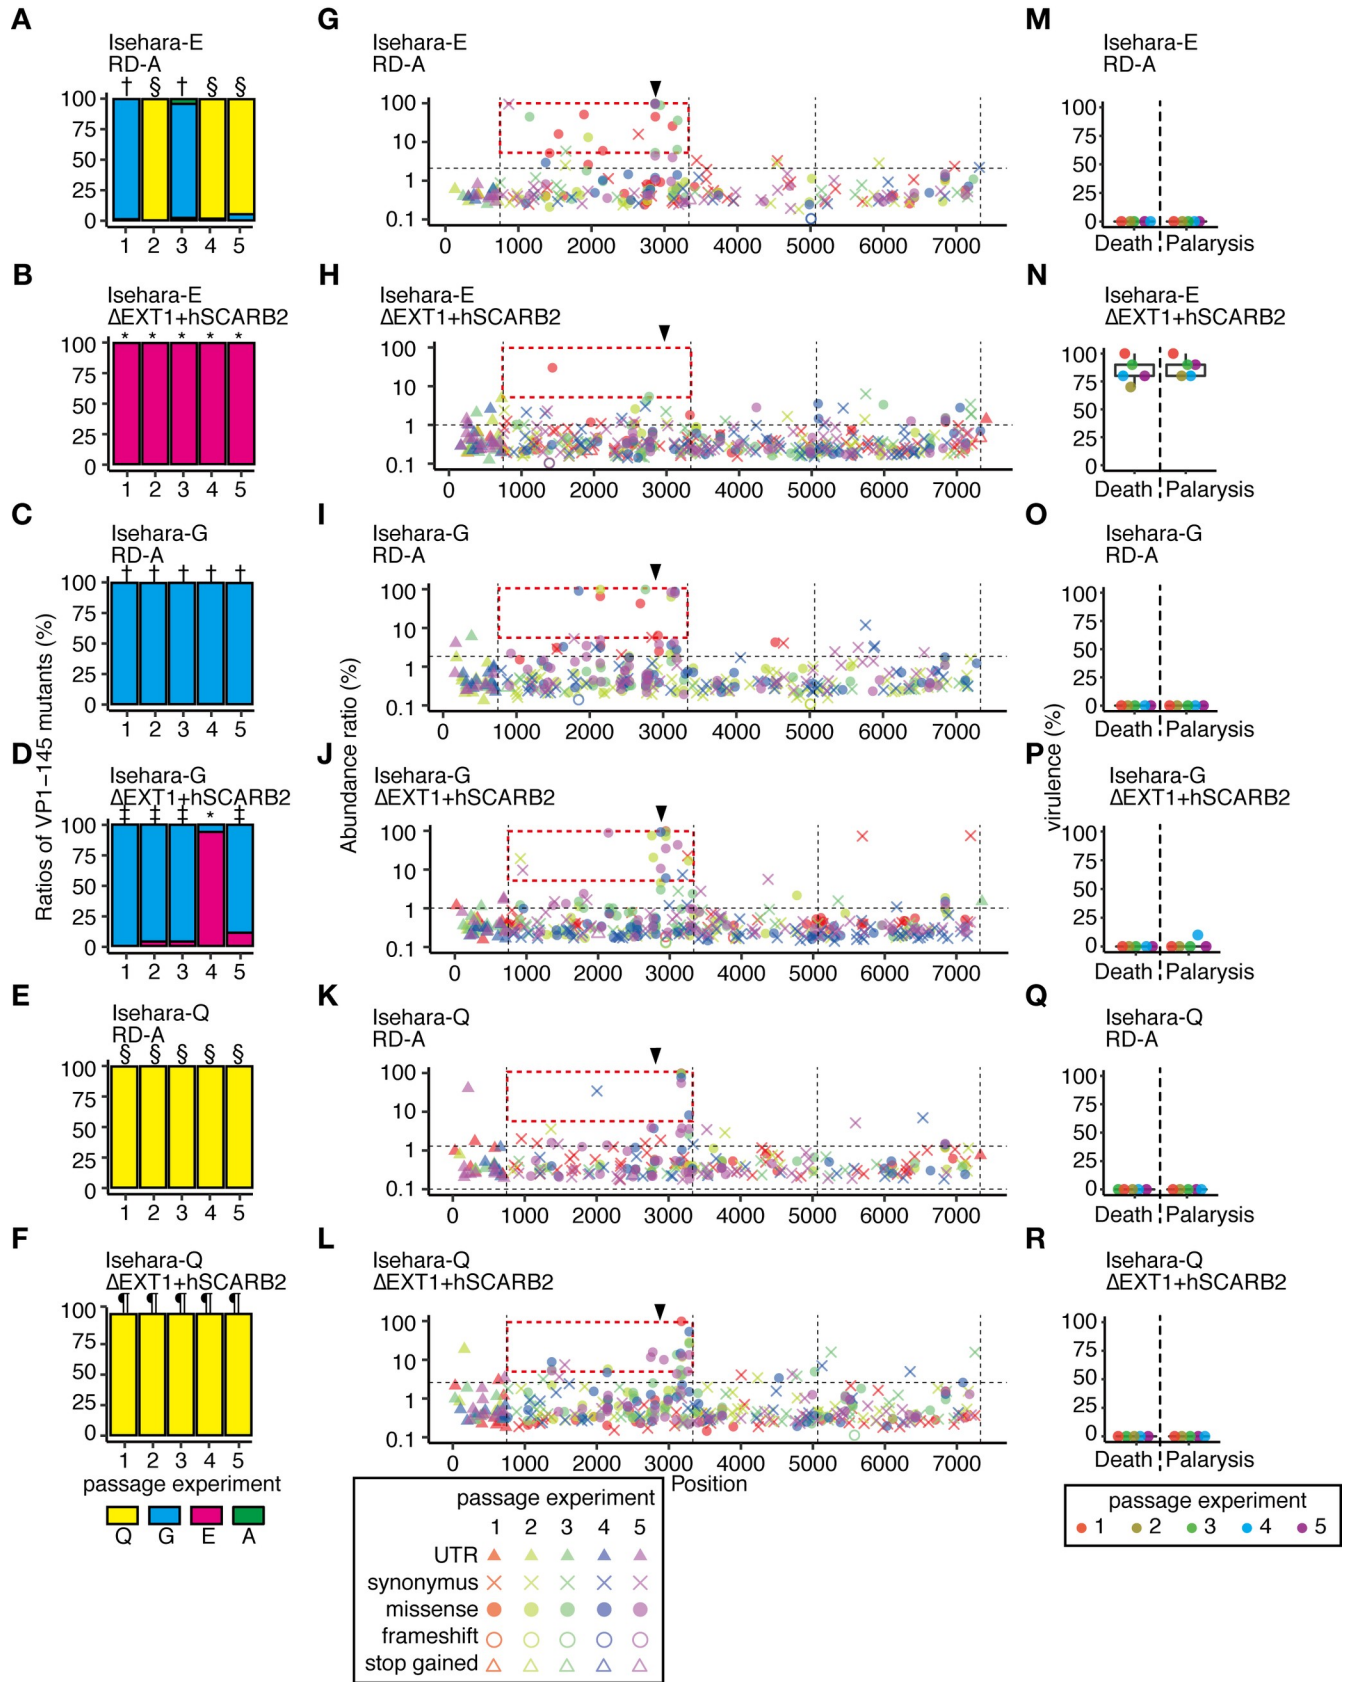 A
Isehara-E
RD-A
† § † § §
100
75
50
25
0
1 2 3 4 5
B
Isehara-E
ΔEXT1+hSCARB2
* * * * *
100
75
50
25
0
1 2 3 4 5
C
Isehara-G
RD-A
† † † † †
100
75
50
25
0
D
Isehara-G
ΔEXT1+hSCARB2
‡ ‡ ‡ * ‡
100
75
50
25
0
1 2 3 4 5
E
Isehara-Q
RD-A
§ § § § §
100
75
50
25
0
1 2 3 4 5
F
Isehara-Q
ΔEXT1+hSCARB2
¶ ¶ ¶ ¶ ¶
100
75
50
25
0
1 2 3 4 5
passage experiment
Q G E A
Ratios of VP1−145 mutants (%)
G
Isehara-E
RD-A
100
10
1
0.1
0 1000 2000 3000 4000 5000 6000 7000
H
Isehara-E
ΔEXT1+hSCARB2
100
10
1
0.1
0 1000 2000 3000 4000 5000 6000 7000
I
Isehara-G
RD-A
100
10
1
0.1
0 1000 2000 3000 4000 5000 6000 7000
J
Isehara-G
ΔEXT1+hSCARB2
100
10
1
0.1
0 1000 2000 3000 4000 5000 6000 7000
K
Isehara-Q
RD-A
100
10
1
0.1
0 1000 2000 3000 4000 5000 6000 7000
L
Isehara-Q
ΔEXT1+hSCARB2
100
10
1
0.1
0 1000 2000 3000 4000 5000 6000 7000
Position
Abundance ratio (%)
passage experiment
1 2 3 4 5
UTR
synonymus
missense
frameshift
stop gained
M
Isehara-E
RD-A
100
75
50
25
0
Death Palarysis
N
Isehara-E
ΔEXT1+hSCARB2
100
75
50
25
0
Death Palarysis
O
Isehara-G
RD-A
100
75
50
25
0
Death Palarysis
P
Isehara-G
ΔEXT1+hSCARB2
100
75
50
25
0
Death Palarysis
Q
Isehara-Q
RD-A
100
75
50
25
0
Death Palarysis
R
Isehara-Q
ΔEXT1+hSCARB2
100
75
50
25
0
Death Palarysis
virulence (%)
passage experiment
1 2 3 4 5